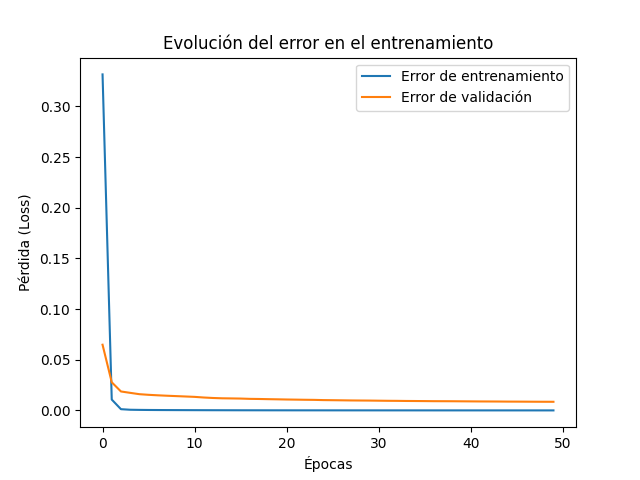 Evolución del error en el entrenamiento
Error de entrenamiento
Error de validación
0.30
0.25
0.20
0.15
0.10
0.05
0.00
Pérdida (Loss)
0 10 20 30 40 50
Épocas